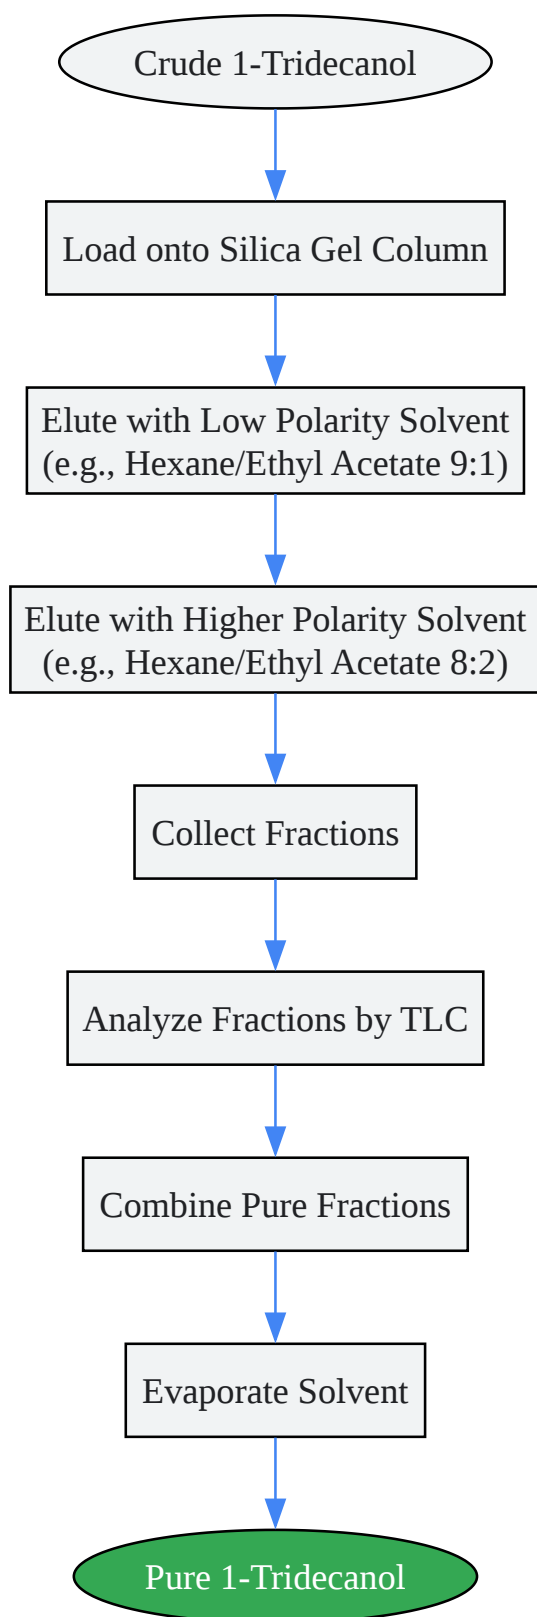 Crude 1-Tridecanol
Load onto Silica Gel Column
Elute with Low Polarity Solvent
(e.g., Hexane/Ethyl Acetate 9:1)
Elute with Higher Polarity Solvent
(e.g., Hexane/Ethyl Acetate 8:2)
Collect Fractions
Analyze Fractions by TLC
Combine Pure Fractions
Evaporate Solvent
Pure 1-Tridecanol